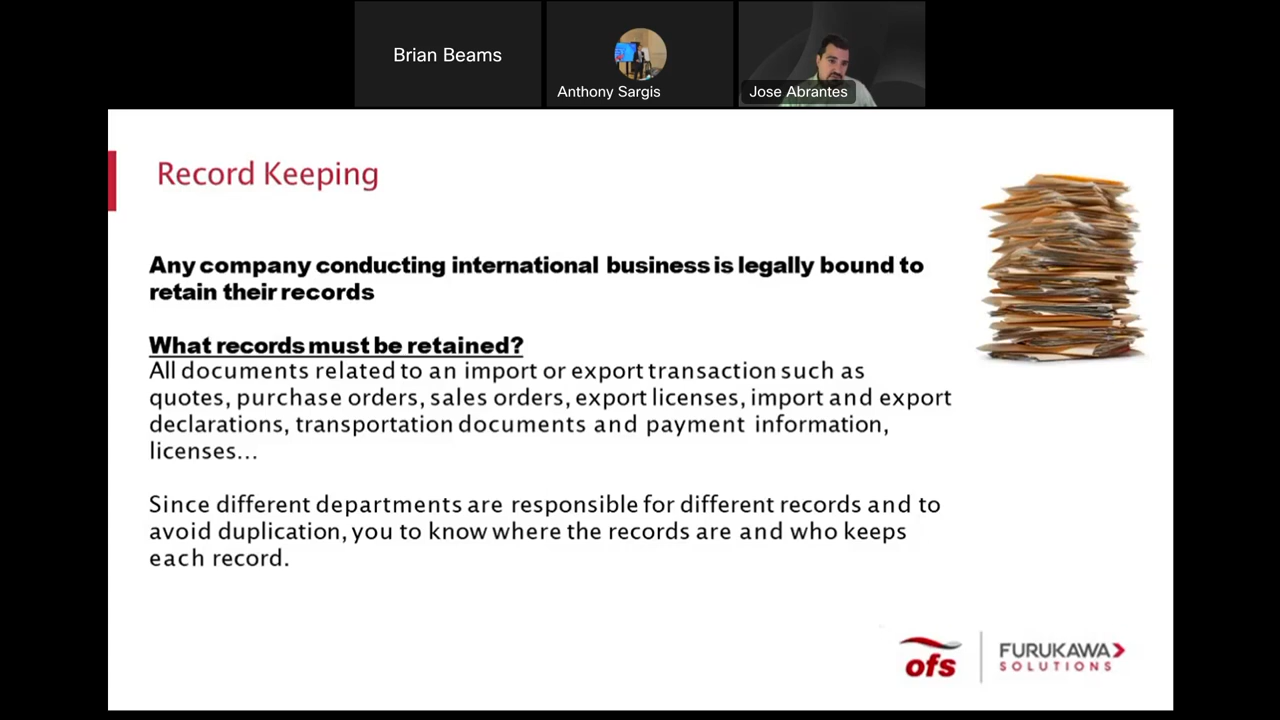 Brian Beams
Anthony Sargis
Jose Abrantes
Record Keeping
Any company conducting international business is legally bound to
retain their records
What records must be retained?
All documents related to an import or export transaction such as
quotes, purchase orders, sales orders, export licenses, import and export
declarations, transportation documents and payment information,
licenses...
Since different departments are responsible for different records and to
avoid duplication, you to know where the records are and who keeps
each record.
ofs
FURUKAWA
SOLUTIONS